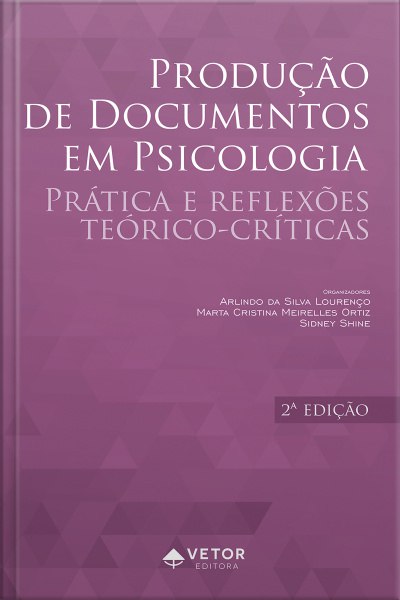 Produção
de Documentos
em Psicologia
Prática e reflexões
teórico-críticas
Organizadores
Arlindo da Silva Lourenço
Marta Cristina Meirelles Ortiz
Sidney Shine
2ª edição
VETOR
EDITORA